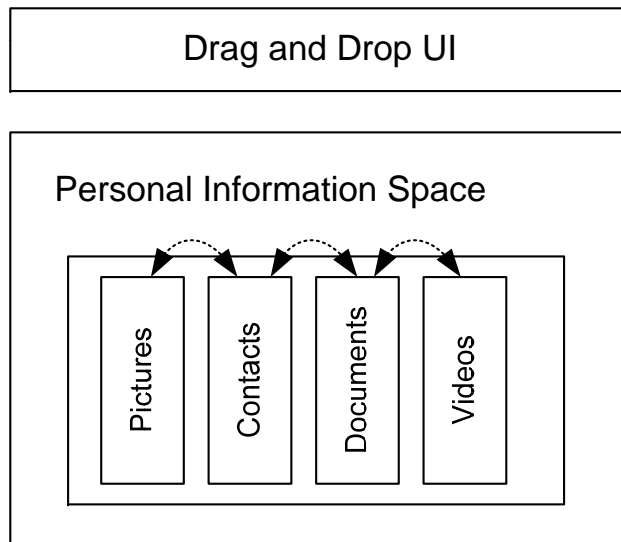 Drag and Drop UI
Personal Information Space
Pictures
Contacts
Documents
Videos